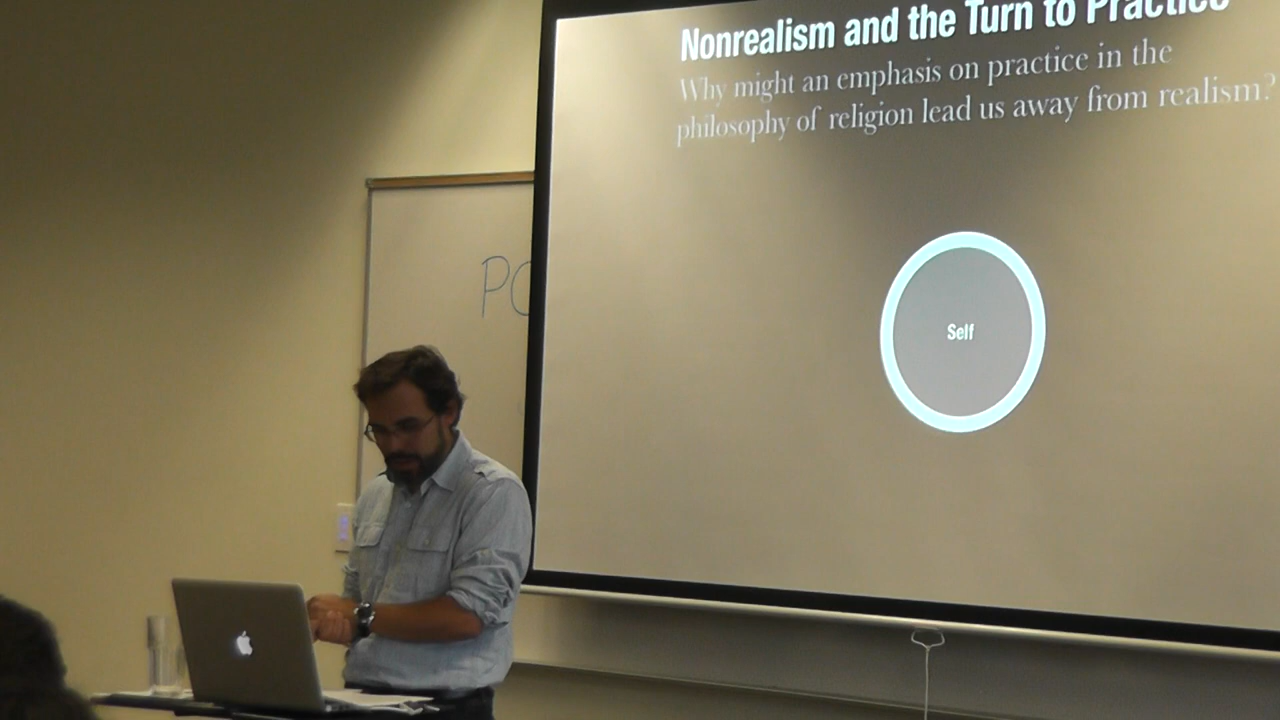 Nonrealism and the Turn to Practice
Why might an emphasis on practice in the
philosophy of religion lead us away from realism?
Self
PO